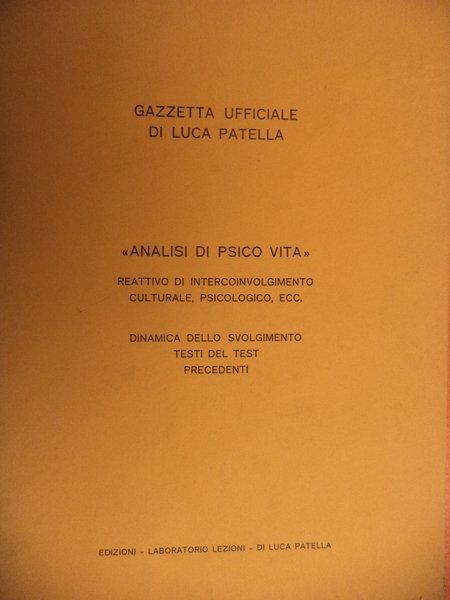 GAZZETTA UFFICIALE
DI LUCA PATELLA
«ANALISI DI PSICO VITA»
REATTIVO DI INTERCOINVOLGIMENTO
CULTURALE, PSICOLOGICO, ECC.
DINAMICA DELLO SVOLGIMENTO
TESTI DEL TEST
PRECEDENTI
EDIZIONI - LABORATORIO LEZIONI - DI LUCA PATELLA